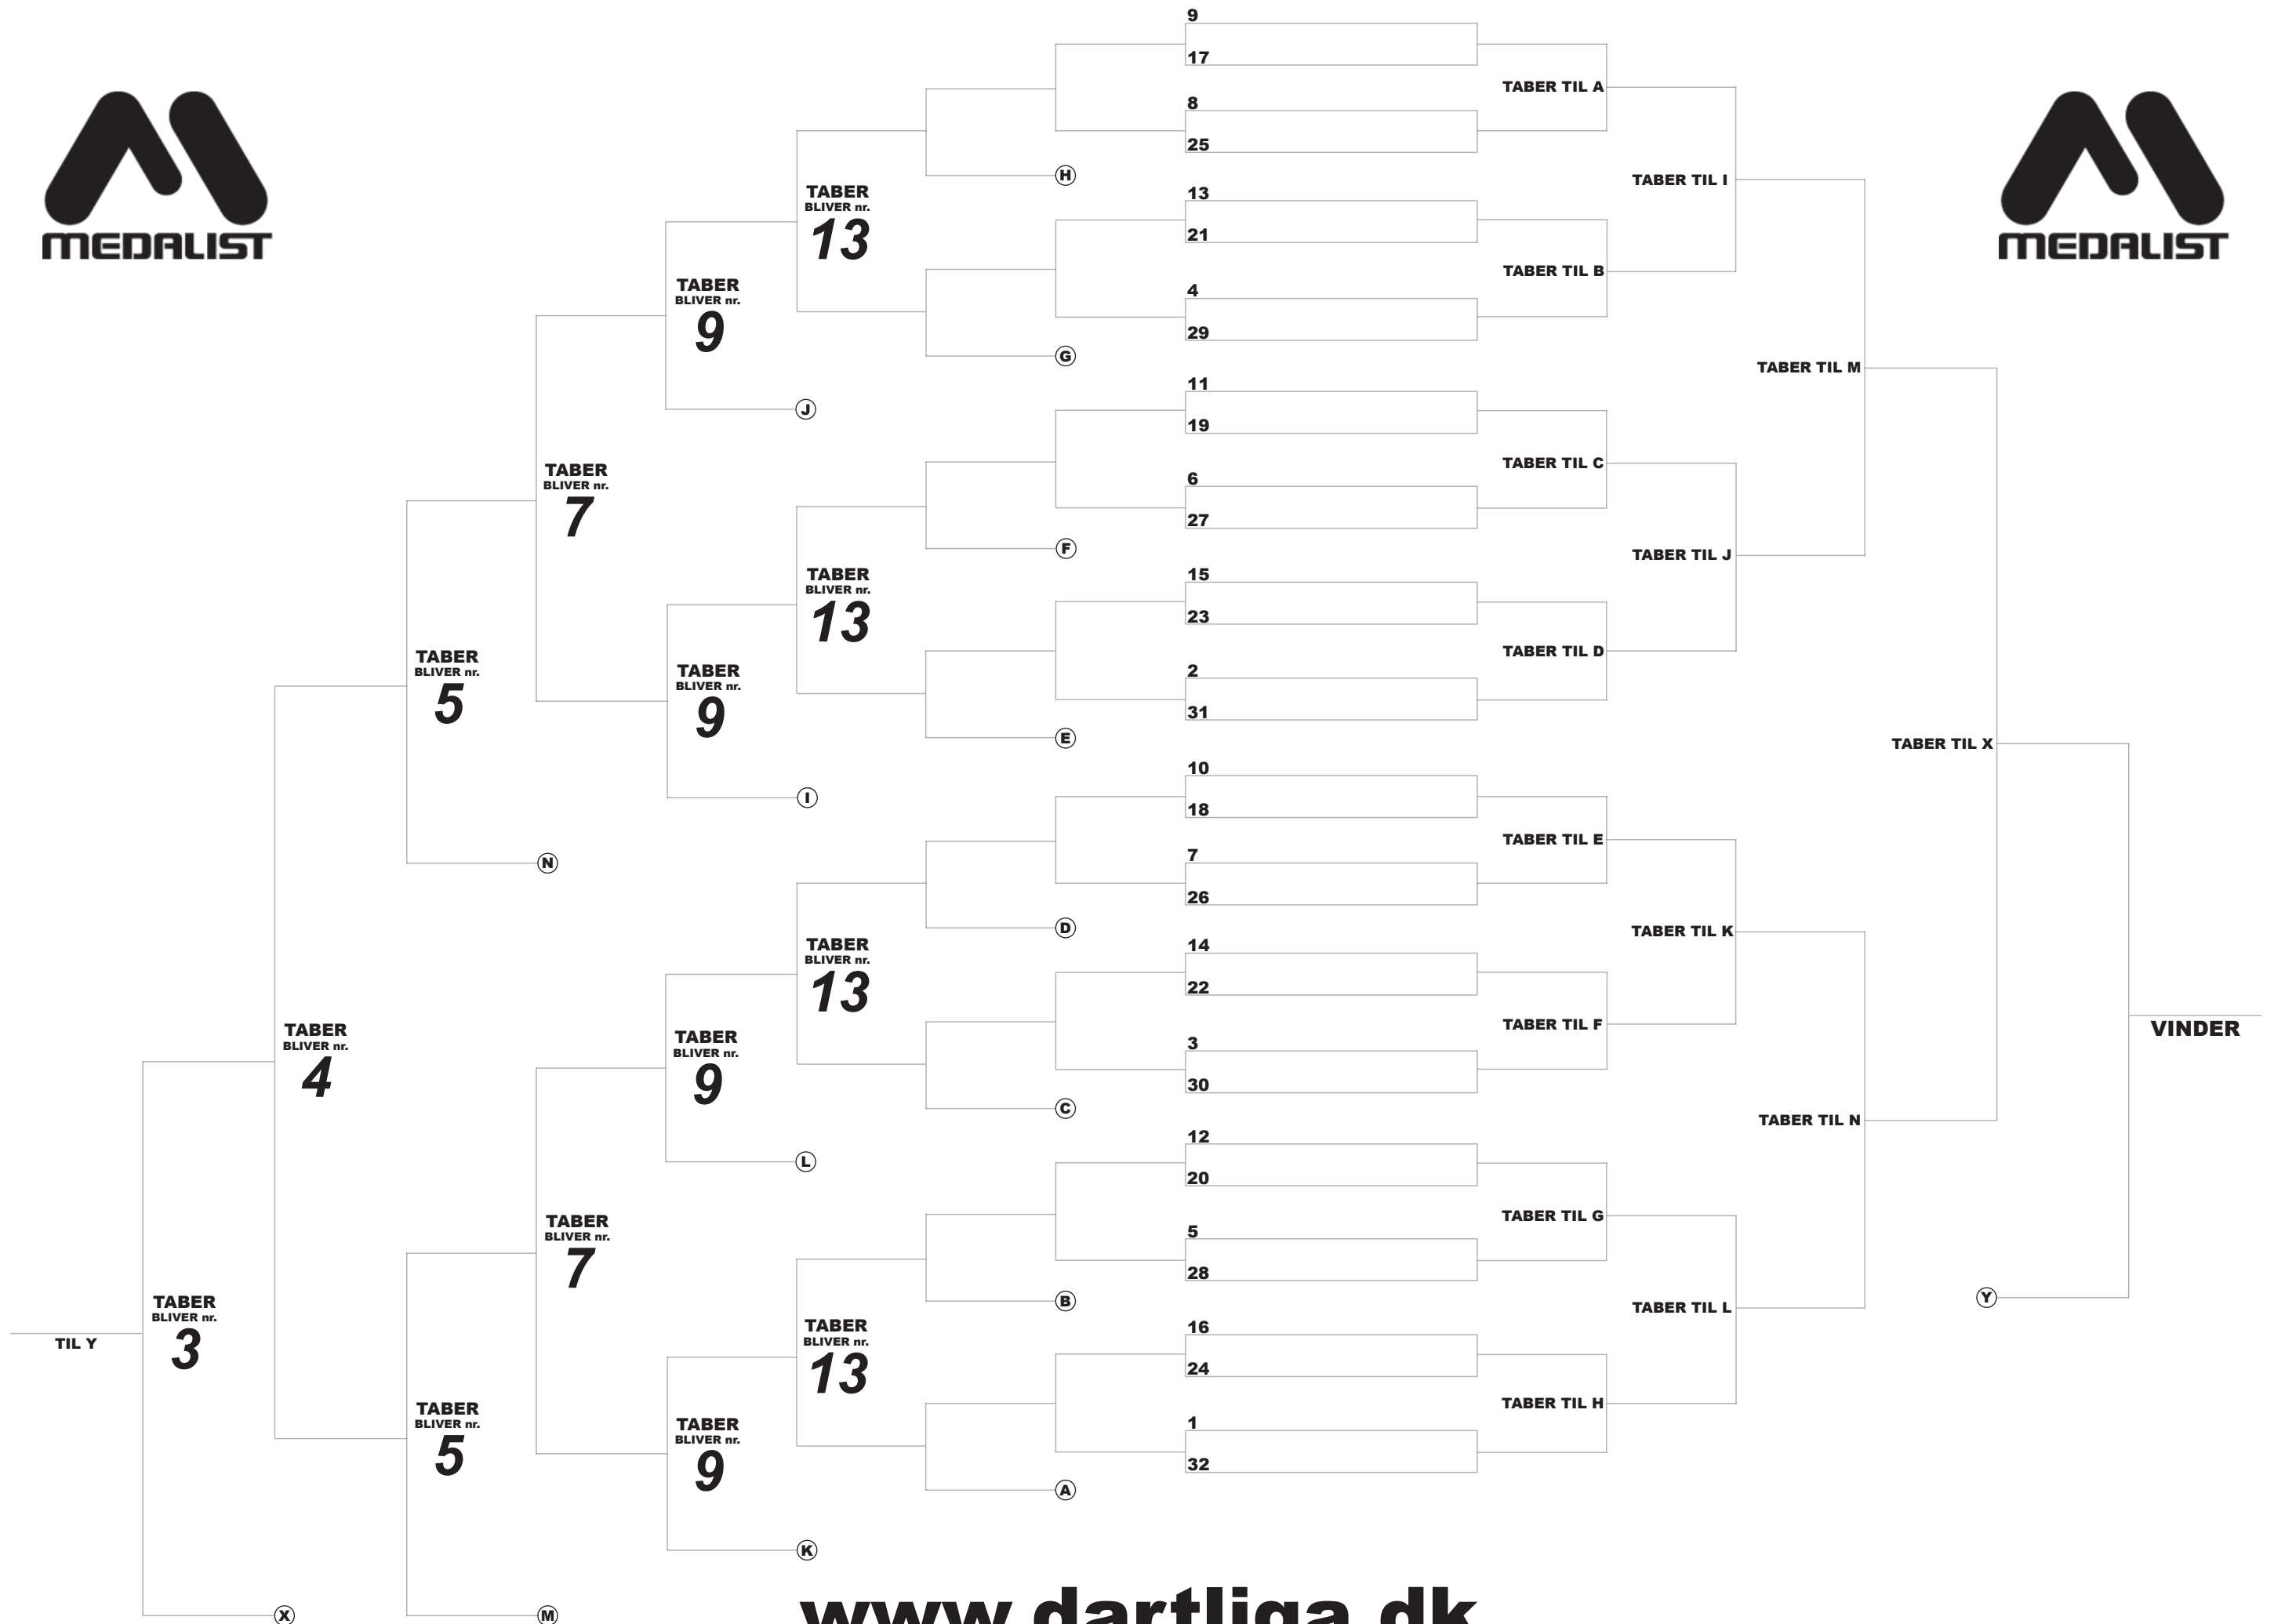 MEDALIST
MEDALIST
9
17
TABER TIL A
8
25
H
TABER TIL I
13
21
TABER
BLIVER nr.
13
TABER TIL B
4
29
TABER
BLIVER nr.
9
G
TABER TIL M
11
19
J
TABER TIL C
6
27
TABER
BLIVER nr.
7
F
TABER TIL J
15
23
TABER
BLIVER nr.
13
TABER TIL D
2
31
TABER
BLIVER nr.
5
TABER
BLIVER nr.
9
E
TABER TIL X
10
18
I
TABER TIL E
7
26
N
D
TABER TIL K
14
22
TABER
BLIVER nr.
13
TABER TIL F
3
30
TABER
BLIVER nr.
4
TABER
BLIVER nr.
9
VINDER
C
TABER TIL N
12
20
L
TABER TIL G
5
28
TABER
BLIVER nr.
7
B
Y
TABER TIL L
16
24
TABER
BLIVER nr.
3
TIL Y
TABER
BLIVER nr.
13
TABER TIL H
1
32
TABER
BLIVER nr.
5
TABER
BLIVER nr.
9
A
K
X
M
www.dartliga.dk